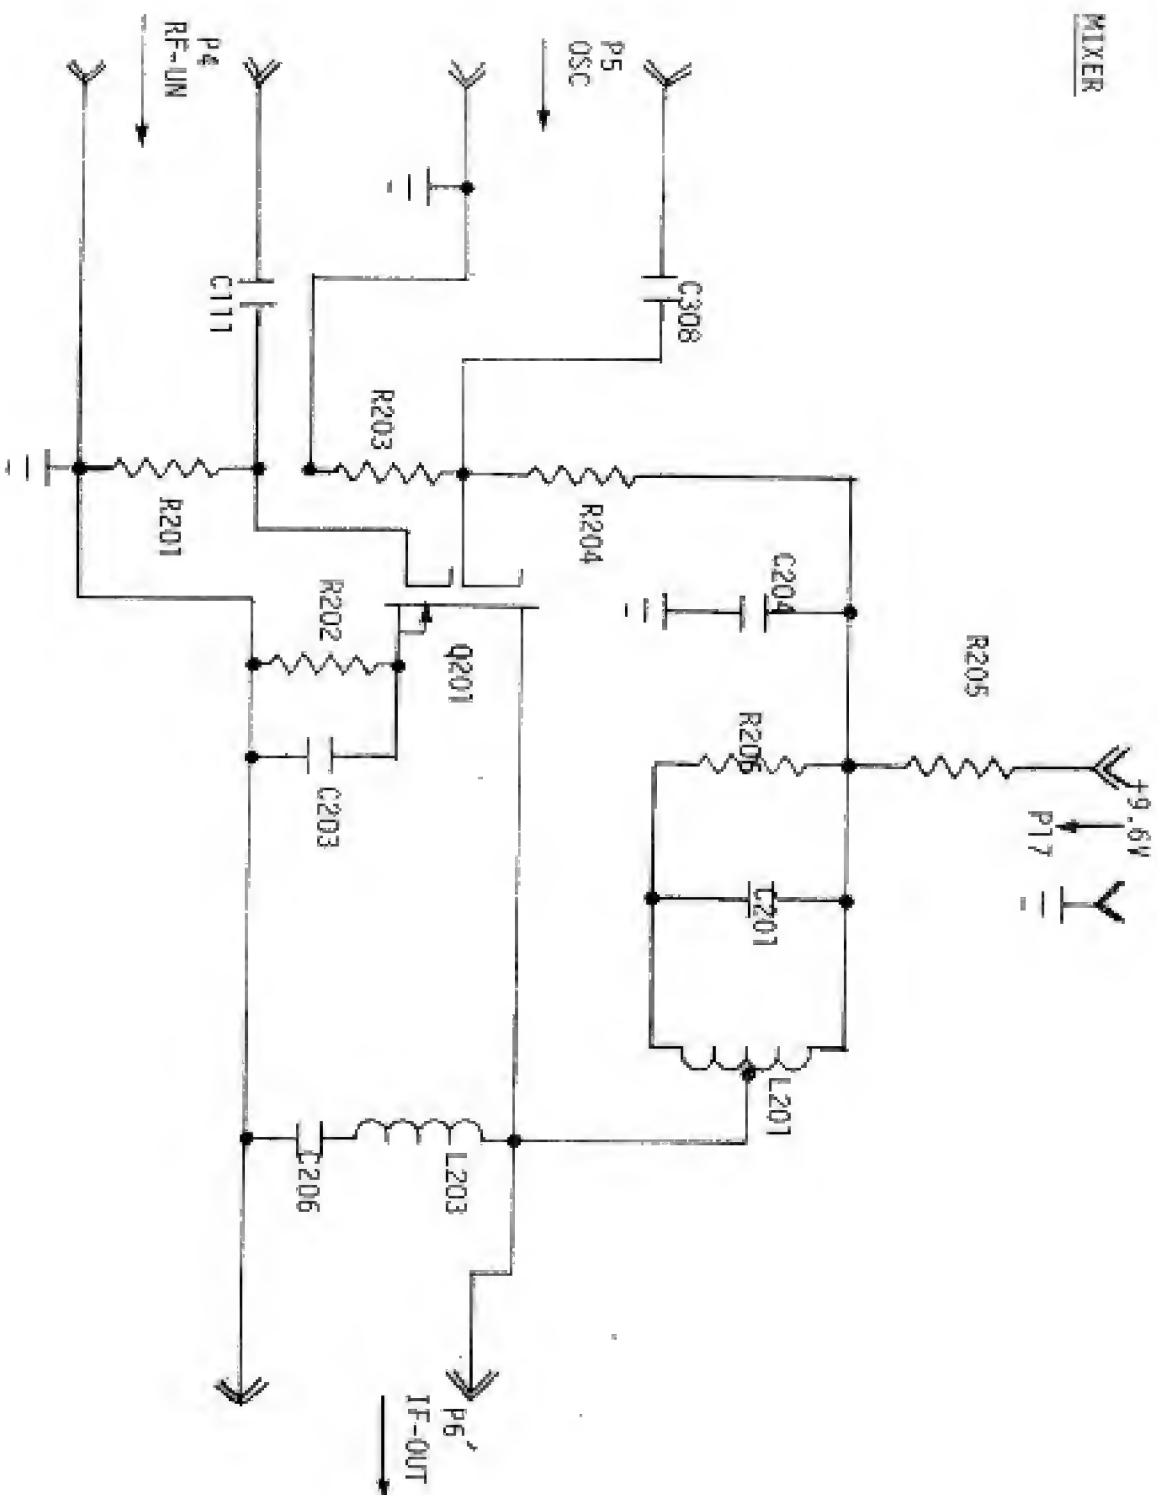 MIXER
P5
OSC
P4
RF-UN
C308
C111
R203
R204
R201
C204
R202
Q201
C203
R205
R206
C201
L201
+9.6V
P17
L203
C206
P6'
IF-OUT